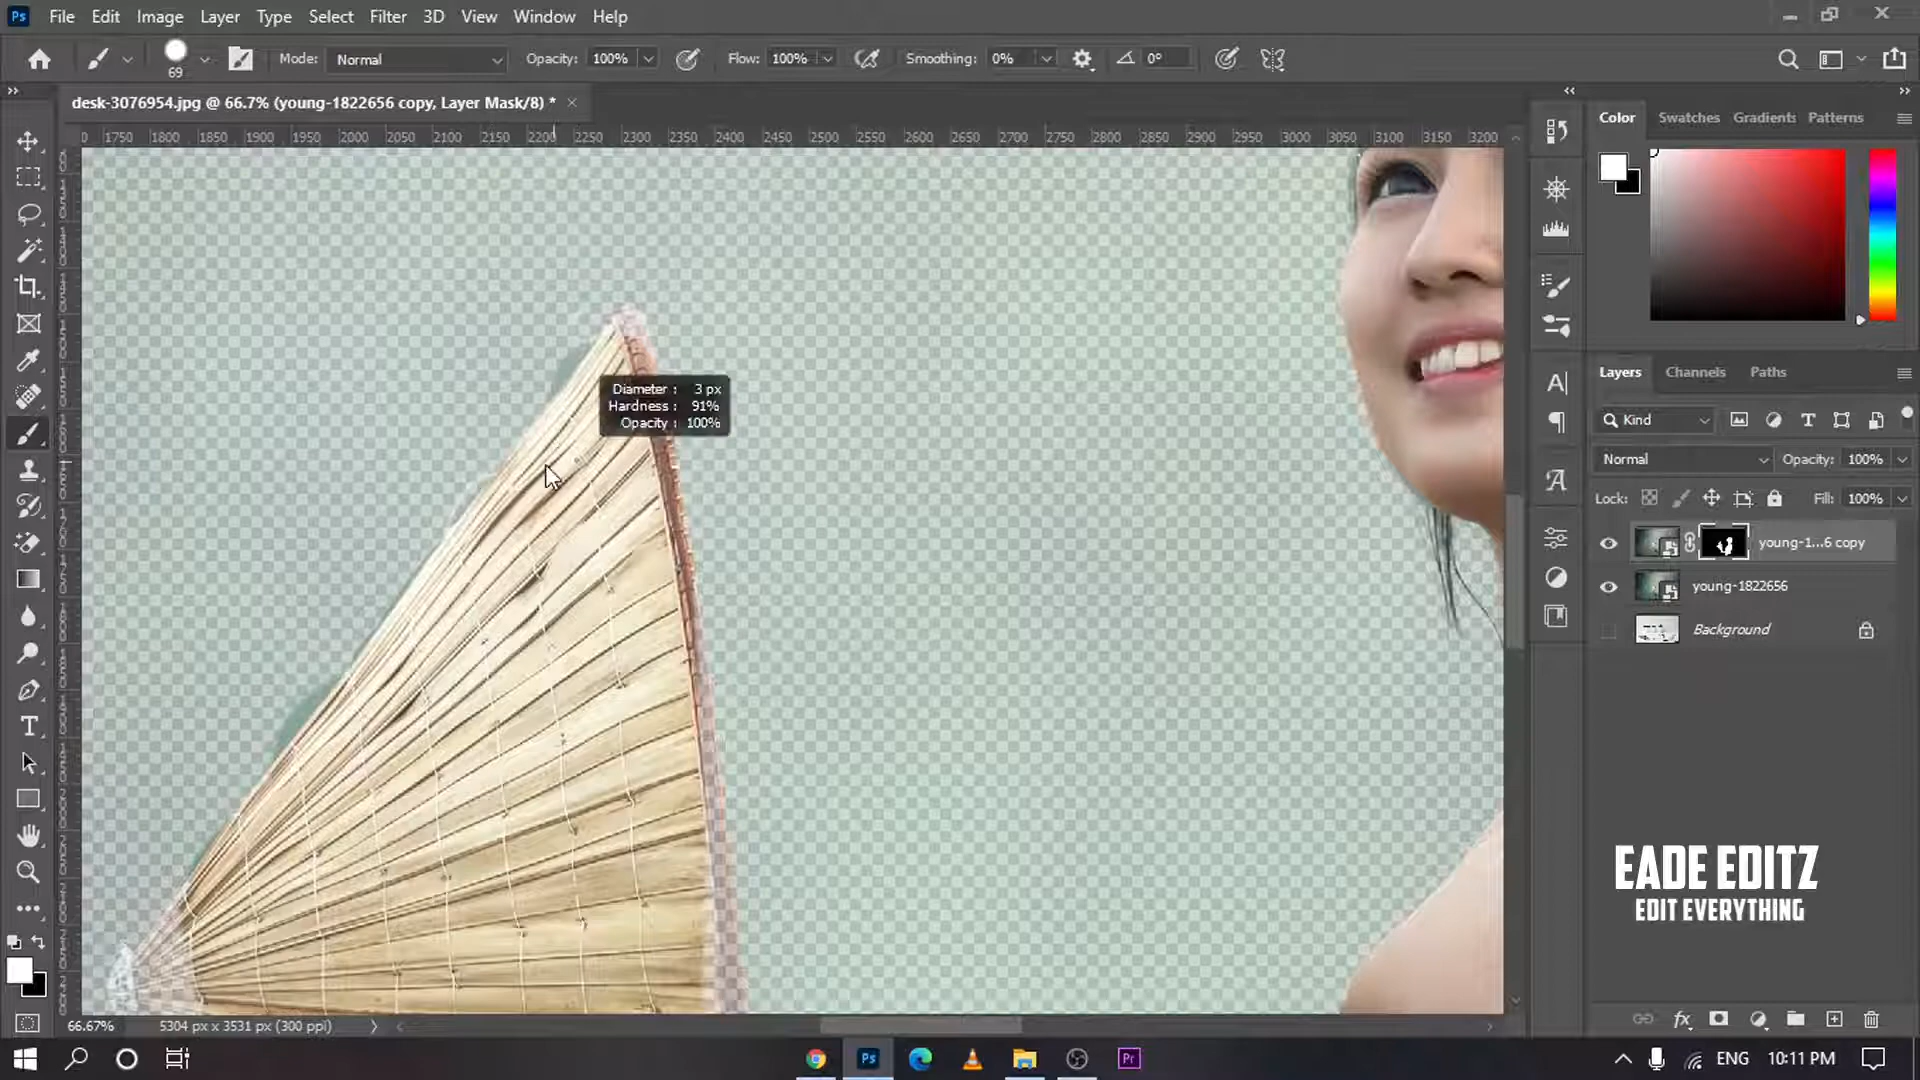 Ps File Edit Image Layer Type Select Filter 3D View Window Help
69 Mode: Normal Opacity: 100% Flow: 100% Smoothing: 0% 0°
desk-3076954.jpg @ 66.7% (young-1822656 copy, Layer Mask/8) * ×
0 1750 1800 1850 1900 1950 2000 2050 2100 2150 2200 2250 2300 2350 2400 2450 2500 2550 2600 2650 2700 2750 2800 2850 2900 2950 3000 3050 3100 3150 3200
Color Swatches Gradients Patterns
Diameter : 3 px
Hardness : 91%
Opacity : 100%
Layers Channels Paths
Kind
Normal Opacity: 100%
Lock: Fill: 100%
young-1...6 copy
young-1822656
Background
EADE EDITZ
EDIT EVERYTHING
66.67% 5304 px x 3531 px (300 ppi)
Ps Pr ENG 10:11 PM